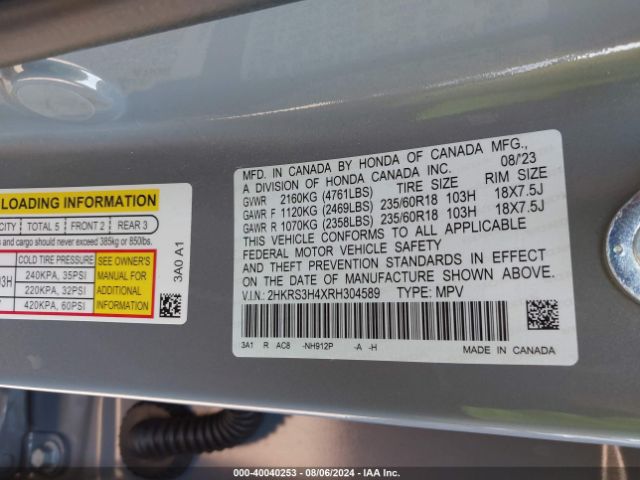 LOADING INFORMATION
CITY TOTAL 5 FRONT 2 REAR 3
s and cargo should never exceed 385kg or 850lbs.
COLD TIRE PRESSURE
03H 240KPA, 35PSI
220KPA, 32PSI
420KPA, 60PSI
SEE OWNER'S
MANUAL FOR
ADDITIONAL
INFORMATION
3A0 A1
MFD. IN CANADA BY HONDA OF CANADA MFG.,
A DIVISION OF HONDA CANADA INC. 08/'23
GVWR 2160KG (4761LBS) TIRE SIZE RIM SIZE
GAWR F 1120KG (2469LBS) 235/60R18 103H 18X7.5J
GAWR R 1070KG (2358LBS) 235/60R18 103H 18X7.5J
THIS VEHICLE CONFORMS TO ALL APPLICABLE
FEDERAL MOTOR VEHICLE SAFETY
AND THEFT PREVENTION STANDARDS IN EFFECT
ON THE DATE OF MANUFACTURE SHOWN ABOVE.
V.I.N.: 2HKRS3H4XRH304589 TYPE: MPV
3A1 R AC8 -NH912P -A -H MADE IN CANADA
000-40040253 - 08/06/2024 - IAA Inc.